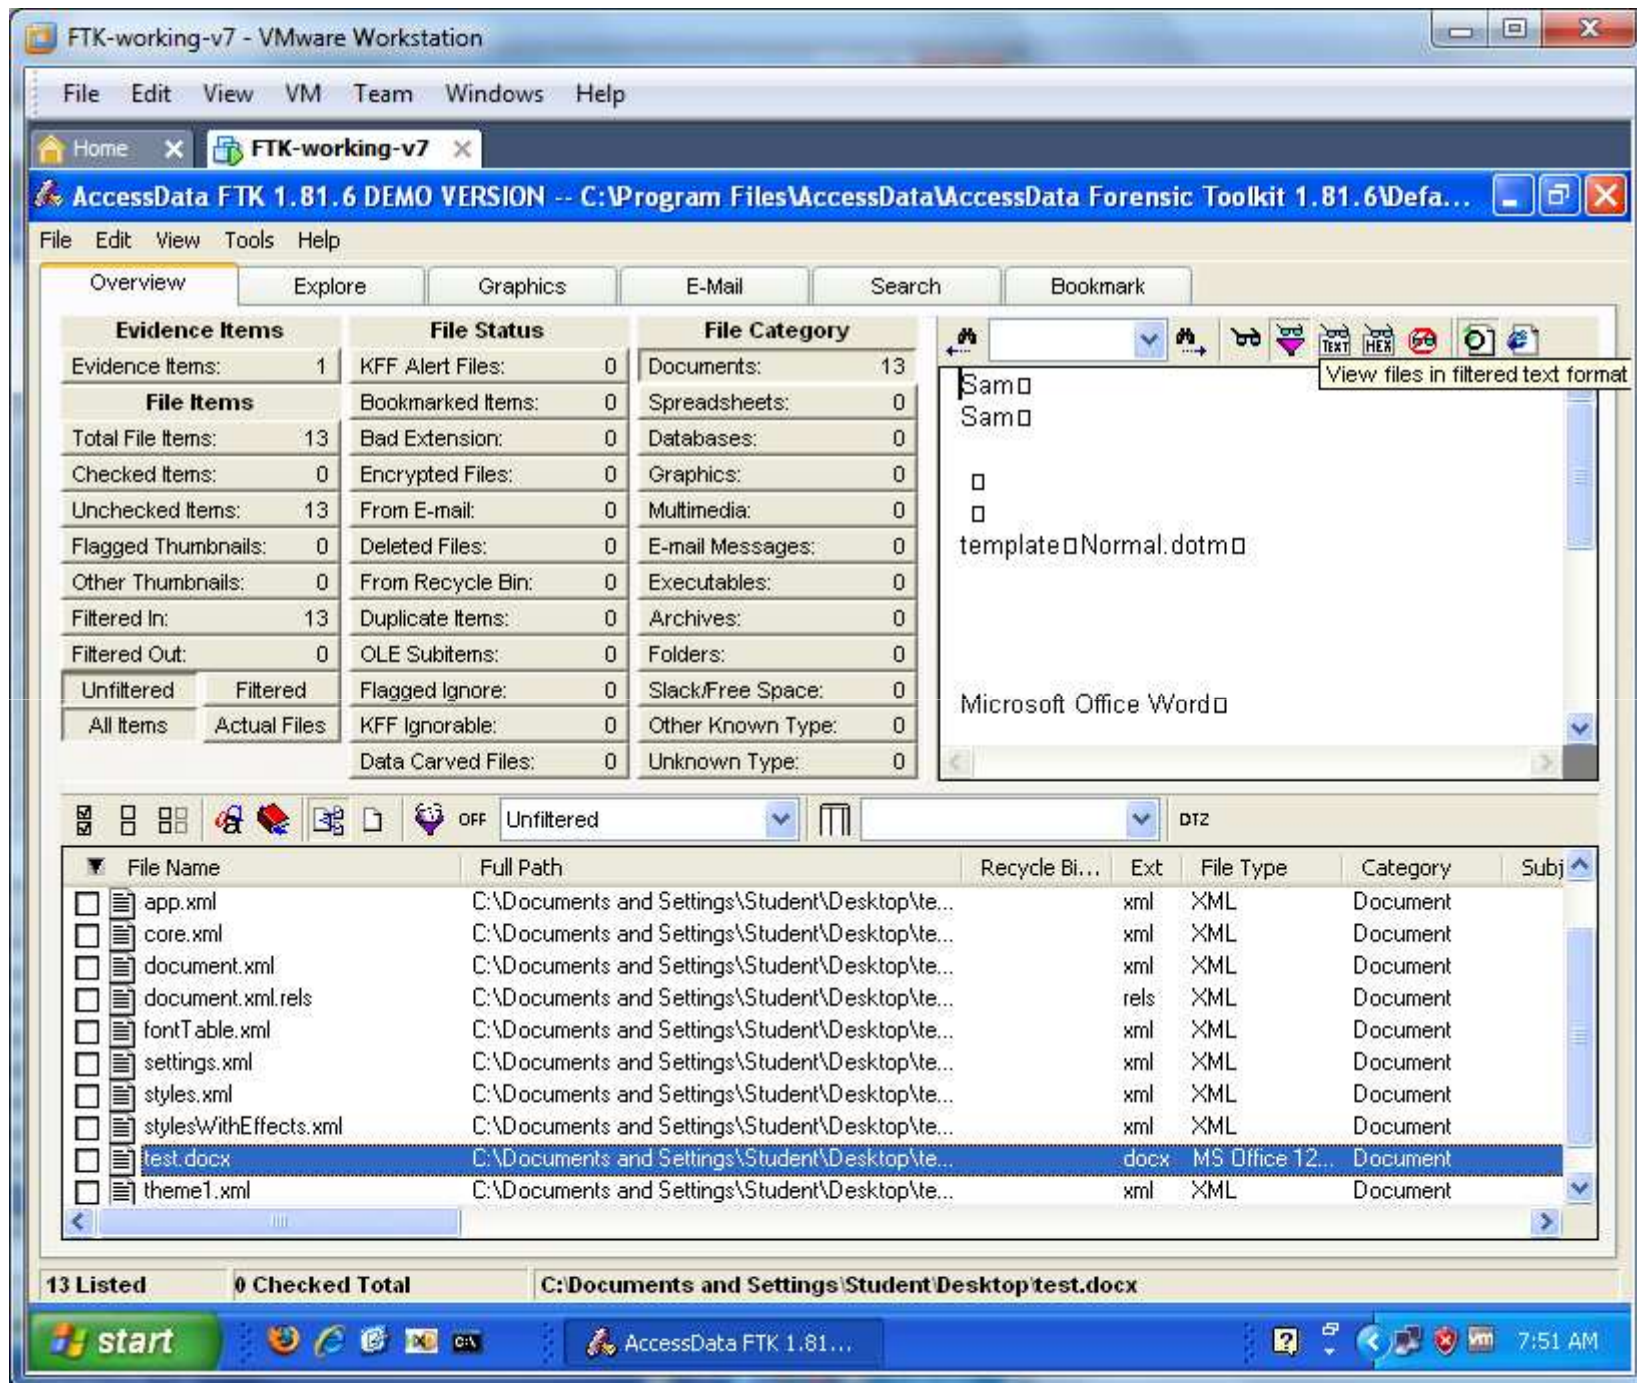 FTK-working-v7 - VMware Workstation
File Edit View VM Team Windows Help
Home FTK-working-v7
AccessData FTK 1.81.6 DEMO VERSION -- C:\Program Files\AccessData\AccessData Forensic Toolkit 1.81.6\Defa...
File Edit View Tools Help
Overview Explore Graphics E-Mail Search Bookmark
Evidence Items File Status File Category
Evidence Items: 1 KFF Alert Files: 0 Documents: 13
TEXT HEX
View files in filtered text format
File Items Bookmarked Items: 0 Spreadsheets: 0
Total File Items: 13 Bad Extension: 0 Databases: 0
Checked Items: 0 Encrypted Files: 0 Graphics: 0
Unchecked Items: 13 From E-mail: 0 Multimedia: 0
Flagged Thumbnails: 0 Deleted Files: 0 E-mail Messages: 0
Other Thumbnails: 0 From Recycle Bin: 0 Executables: 0
Filtered In: 13 Duplicate Items: 0 Archives: 0
Filtered Out: 0 OLE Subitems: 0 Folders: 0
Unfiltered Filtered Flagged Ignore: 0 Slack/Free Space: 0
All Items Actual Files KFF Ignorable: 0 Other Known Type: 0
Data Carved Files: 0 Unknown Type: 0
Sam□
Sam□
□
□
template□Normal.dotm□
Microsoft Office Word□
OFF Unfiltered DTZ
File Name Full Path Recycle Bi... Ext File Type Category Subj
app.xml C:\Documents and Settings\Student\Desktop\te... xml XML Document
core.xml C:\Documents and Settings\Student\Desktop\te... xml XML Document
document.xml C:\Documents and Settings\Student\Desktop\te... xml XML Document
document.xml.rels C:\Documents and Settings\Student\Desktop\te... rels XML Document
fontTable.xml C:\Documents and Settings\Student\Desktop\te... xml XML Document
settings.xml C:\Documents and Settings\Student\Desktop\te... xml XML Document
styles.xml C:\Documents and Settings\Student\Desktop\te... xml XML Document
stylesWithEffects.xml C:\Documents and Settings\Student\Desktop\te... xml XML Document
test.docx C:\Documents and Settings\Student\Desktop\te... docx MS Office 12... Document
theme1.xml C:\Documents and Settings\Student\Desktop\te... xml XML Document
13 Listed 0 Checked Total C:\Documents and Settings\Student\Desktop\test.docx
start AccessData FTK 1.81... 7:51 AM